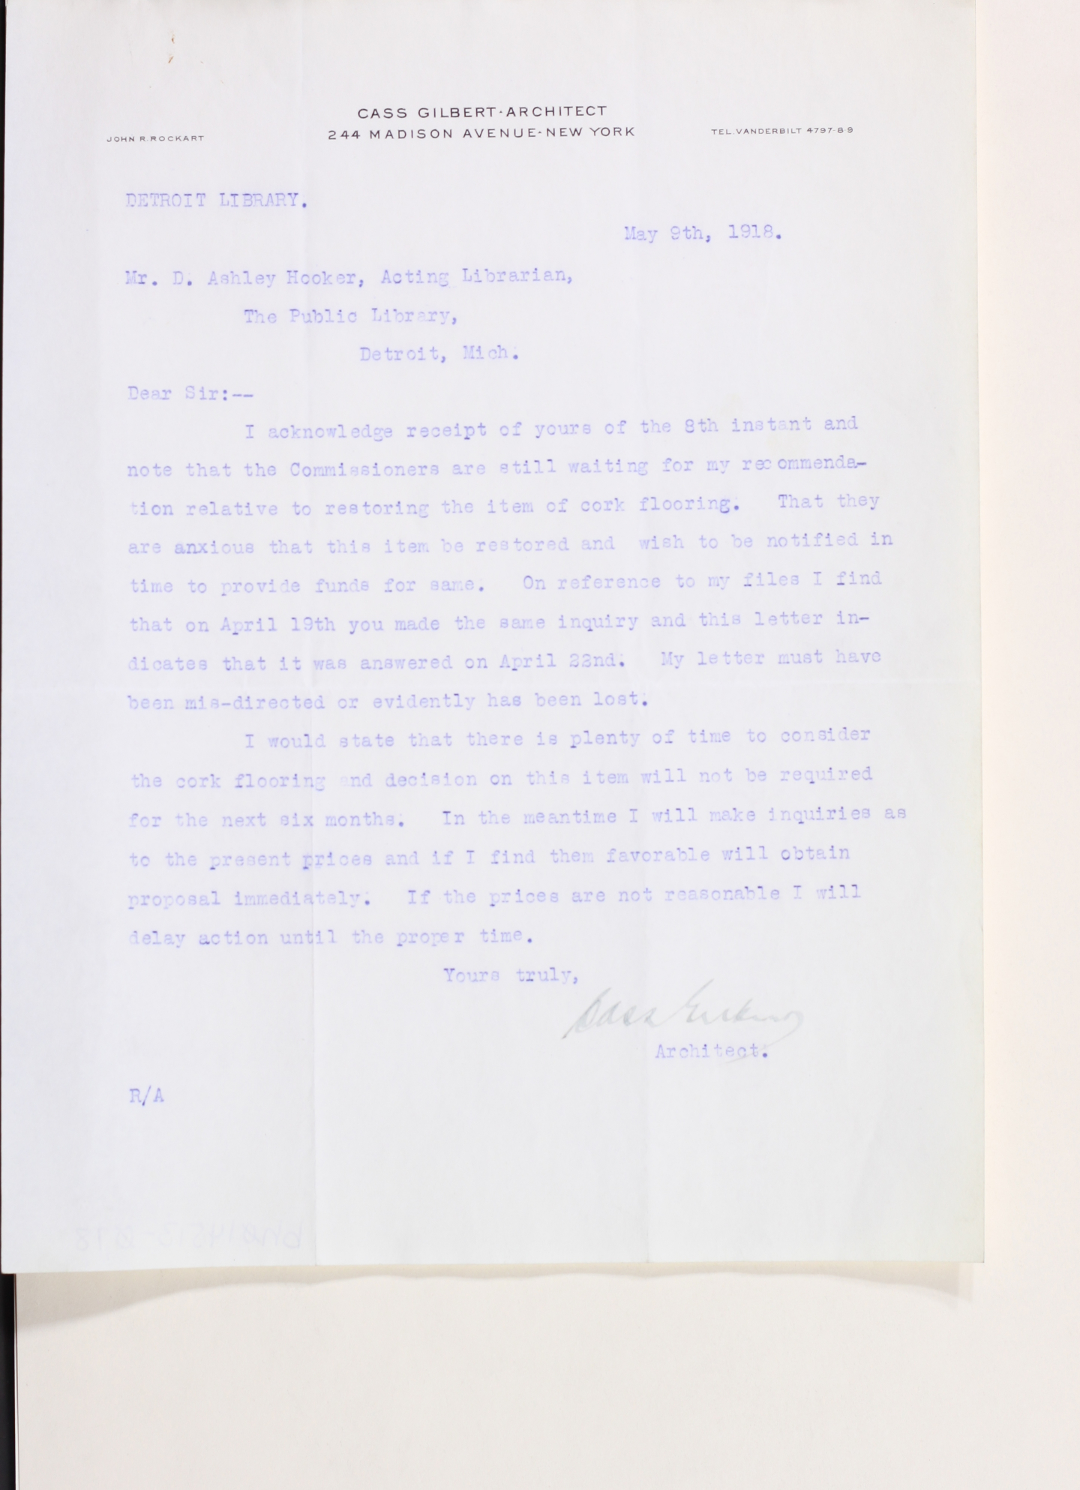 CASS GILBERT·ARCHITECT
244 MADISON AVENUE·NEW YORK
JOHN R. ROCKART
TEL. VANDERBILT 4797-8-9
DETROIT LIBRARY.
May 9th, 1918.
Mr. D. Ashley Hooker, Acting Librarian,
The Public Library,
Detroit, Mich.
Dear Sir:--
I acknowledge receipt of yours of the 8th instant and
note that the Commissioners are still waiting for my recommenda-
tion relative to restoring the item of cork flooring. That they
are anxious that this item be restored and wish to be notified in
time to provide funds for same. On reference to my files I find
that on April 19th you made the same inquiry and this letter in-
dicates that it was answered on April 22nd. My letter must have
been mis-directed or evidently has been lost.
I would state that there is plenty of time to consider
the cork flooring and decision on this item will not be required
for the next six months. In the meantime I will make inquiries as
to the present prices and if I find them favorable will obtain
proposal immediately. If the prices are not reasonable I will
delay action until the proper time.
Yours truly,
Cass Gilbert
Architect.
R/A